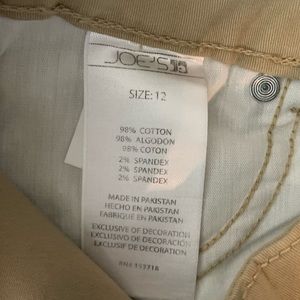 JOE'S
SIZE: 12
98% COTTON
98% ALGODON
98% COTON
2% SPANDEX
2% SPANDEX
2% SPANDEX
MADE IN PAKISTAN
HECHO EN PAKISTAN
FABRIQUE EN PAKISTAN
EXCLUSIVE OF DECORATION
EXCLUSIVO DE DECORACION
EXCLUSIF DE DECORATION